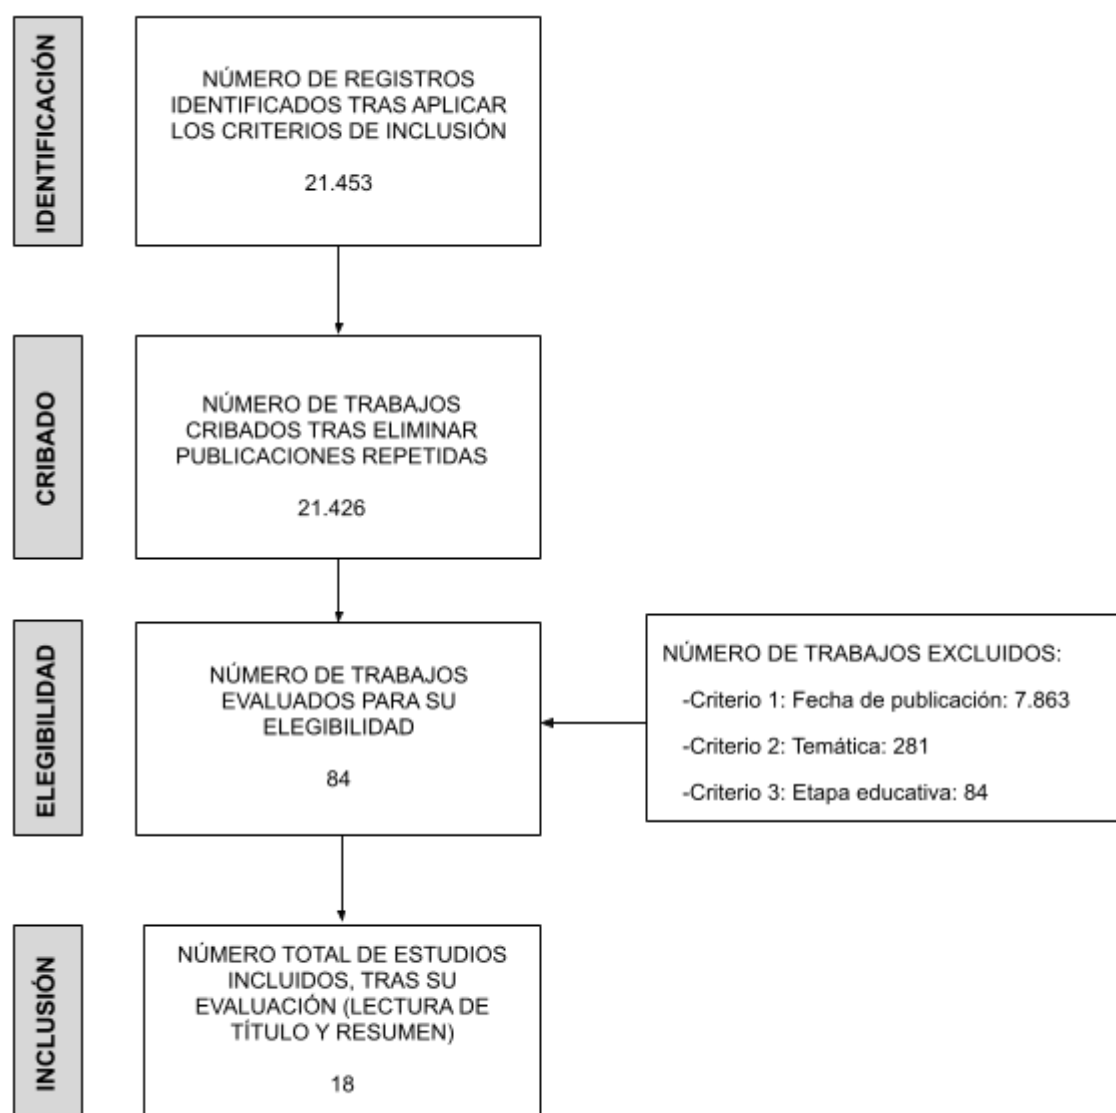 IDENTIFICACIÓN
NÚMERO DE REGISTROS
IDENTIFICADOS TRAS APLICAR
LOS CRITERIOS DE INCLUSIÓN
21.453
CRIBADO
NÚMERO DE TRABAJOS
CRIBADOS TRAS ELIMINAR
PUBLICACIONES REPETIDAS
21.426
ELEGIBILIDAD
NÚMERO DE TRABAJOS
EVALUADOS PARA SU
ELEGIBILIDAD
84
NÚMERO DE TRABAJOS EXCLUIDOS:
-Criterio 1: Fecha de publicación: 7.863
-Criterio 2: Temática: 281
-Criterio 3: Etapa educativa: 84
INCLUSIÓN
NÚMERO TOTAL DE ESTUDIOS
INCLUIDOS, TRAS SU
EVALUACIÓN (LECTURA DE
TÍTULO Y RESUMEN)
18